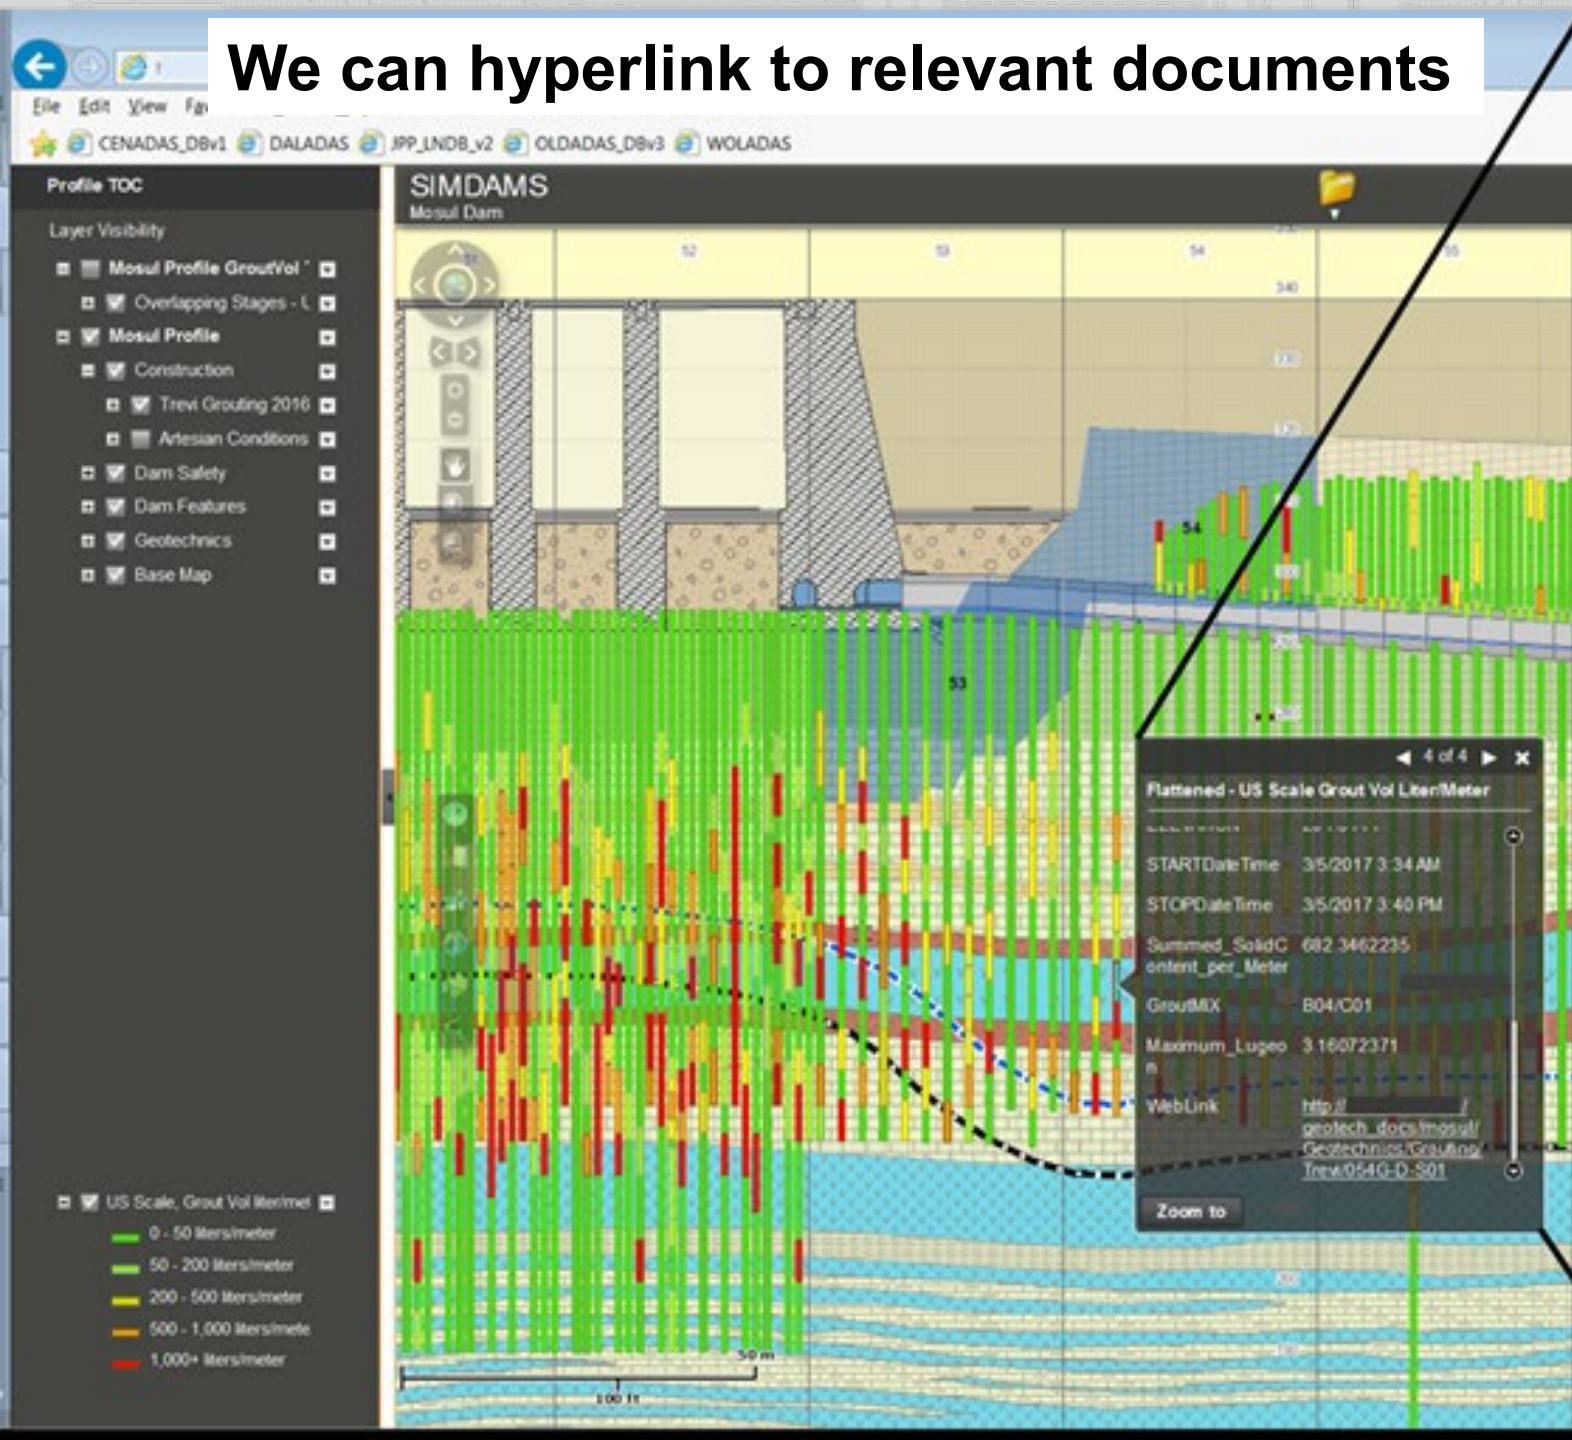 We can hyperlink to relevant documents
File Edit View
CENADAS_DBv1 DALADAS JPP_LNDB_v2 OLDADAS_DBv3 WOLADAS
Profile TOC
SIMDAMS
Mosul Dam
Layer Visibility
Mosul Profile GroutVol
Overlapping Stages - L
Mosul Profile
Construction
Trevi Grouting 2016
Artesian Conditions
Dam Safety
Dam Features
Geotechnics
Base Map
52 53 54
340
54
53
4 of 4
Flattened - US Scale Grout Vol Liter/Meter
STARTDateTime 3/5/2017 3:34 AM
STOPDateTime 3/5/2017 3:40 PM
Summed_SolidC 682.3462235
ontent_per_Meter
GroutMIX B04/C01
Maximum_Lugeo 3.16072371
n
WebLink http:// /
geotech_docs/mosul/
Geotechnics/Grouting/
Trevi/054G-D-S01
Zoom to
US Scale, Grout Vol liter/met
0 - 50 liters/meter
50 - 200 liters/meter
200 - 500 liters/meter
500 - 1,000 liters/mete
1,000+ liters/meter
50 m
100 ft